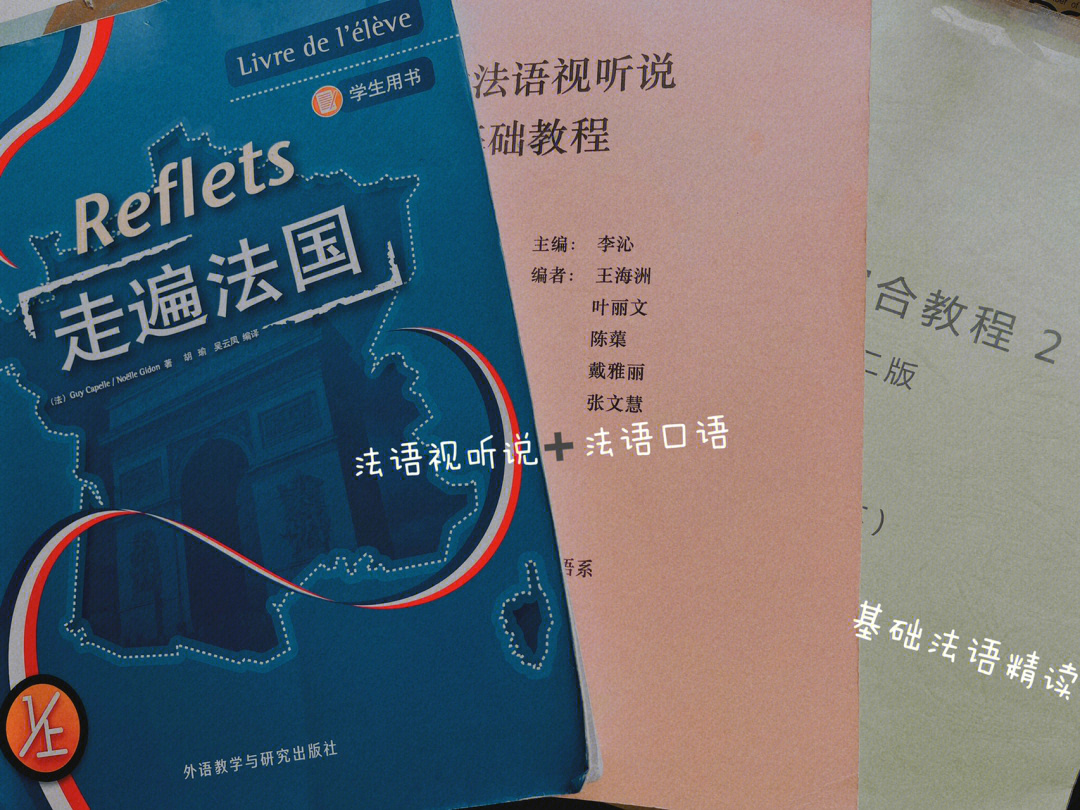 Livre de l'élève
学生用书
Reflets
走遍法国
(法) Guy Capelle / Noëlle Gidon 著 胡 瑜 吴云凤 编译
1/上
外语教学与研究出版社
法语视听说
础教程
主编: 李沁
编者: 王海洲
叶丽文
陈蕖
戴雅丽
张文慧
语系
法语视听说+法语口语
合教程 2
二版
)
基础法语精读